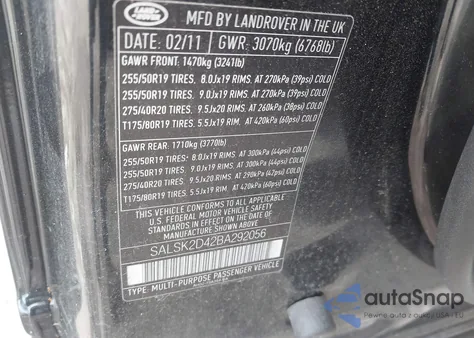 LAND ROVER
MFD BY LANDROVER IN THE UK
DATE: 02/11 GWR: 3070kg (6768lb)
GAWR FRONT: 1470kg (3241lb)
255/50R19 TIRES, 8.0Jx19 RIMS. AT 270kPa (39psi) COLD
255/50R19 TIRES, 9.0Jx19 RIMS. AT 270kPa (39psi) COLD
275/40R20 TIRES, 9.5Jx20 RIMS. AT 260kPa (38psi) COLD
T175/80R19 TIRES, 5.5Jx19 RIMS. AT 420kPa (60psi) COLD
GAWR REAR: 1710kg (3770lb)
255/50R19 TIRES: 8.0Jx19 RIMS. AT 300kPa (44psi) COLD
255/50R19 TIRES, 9.0Jx19 RIMS. AT 300kPa (44psi) COLD
275/40R20 TIRES, 9.5Jx20 RIMS. AT 290kPa (42psi) COLD
T175/80R19 TIRES, 5.5Jx19 RIMS. AT 420kPa (60psi) COLD
THIS VEHICLE CONFORMS TO ALL APPLICABLE
U.S. FEDERAL MOTOR VEHICLE SAFETY
STANDARDS IN EFFECT ON THE DATE OF
MANUFACTURE SHOWN ABOVE
SALSK2D42BA292056
TYPE: MULTI-PURPOSE PASSENGER VEHICLE
autoSnap
Pewne auto z USA i EU